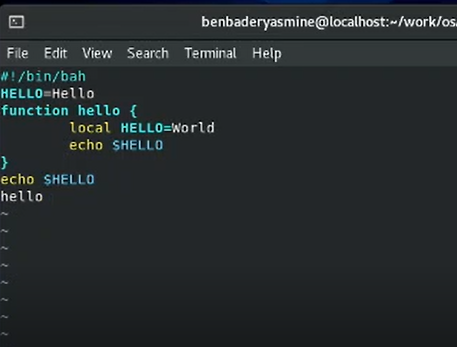 benbaderyasmine@localhost:~/work/os
File Edit View Search Terminal Help
#!/bin/bah
HELLO=Hello
function hello {
        local HELLO=World
        echo $HELLO
}
echo $HELLO
hello
~
~
~
~
~
~
~
~